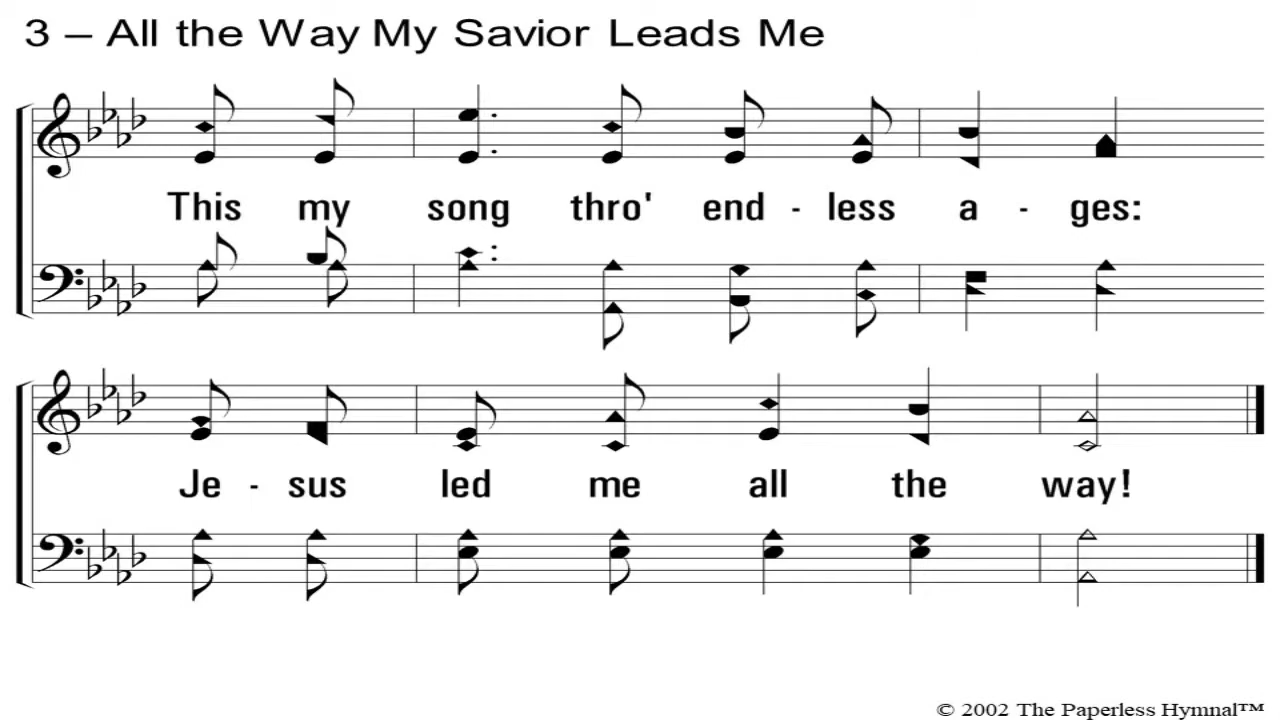 3 – All the Way My Savior Leads Me
This my song thro' end - less a - ges:
Je - sus led me all the way!
© 2002 The Paperless Hymnal™